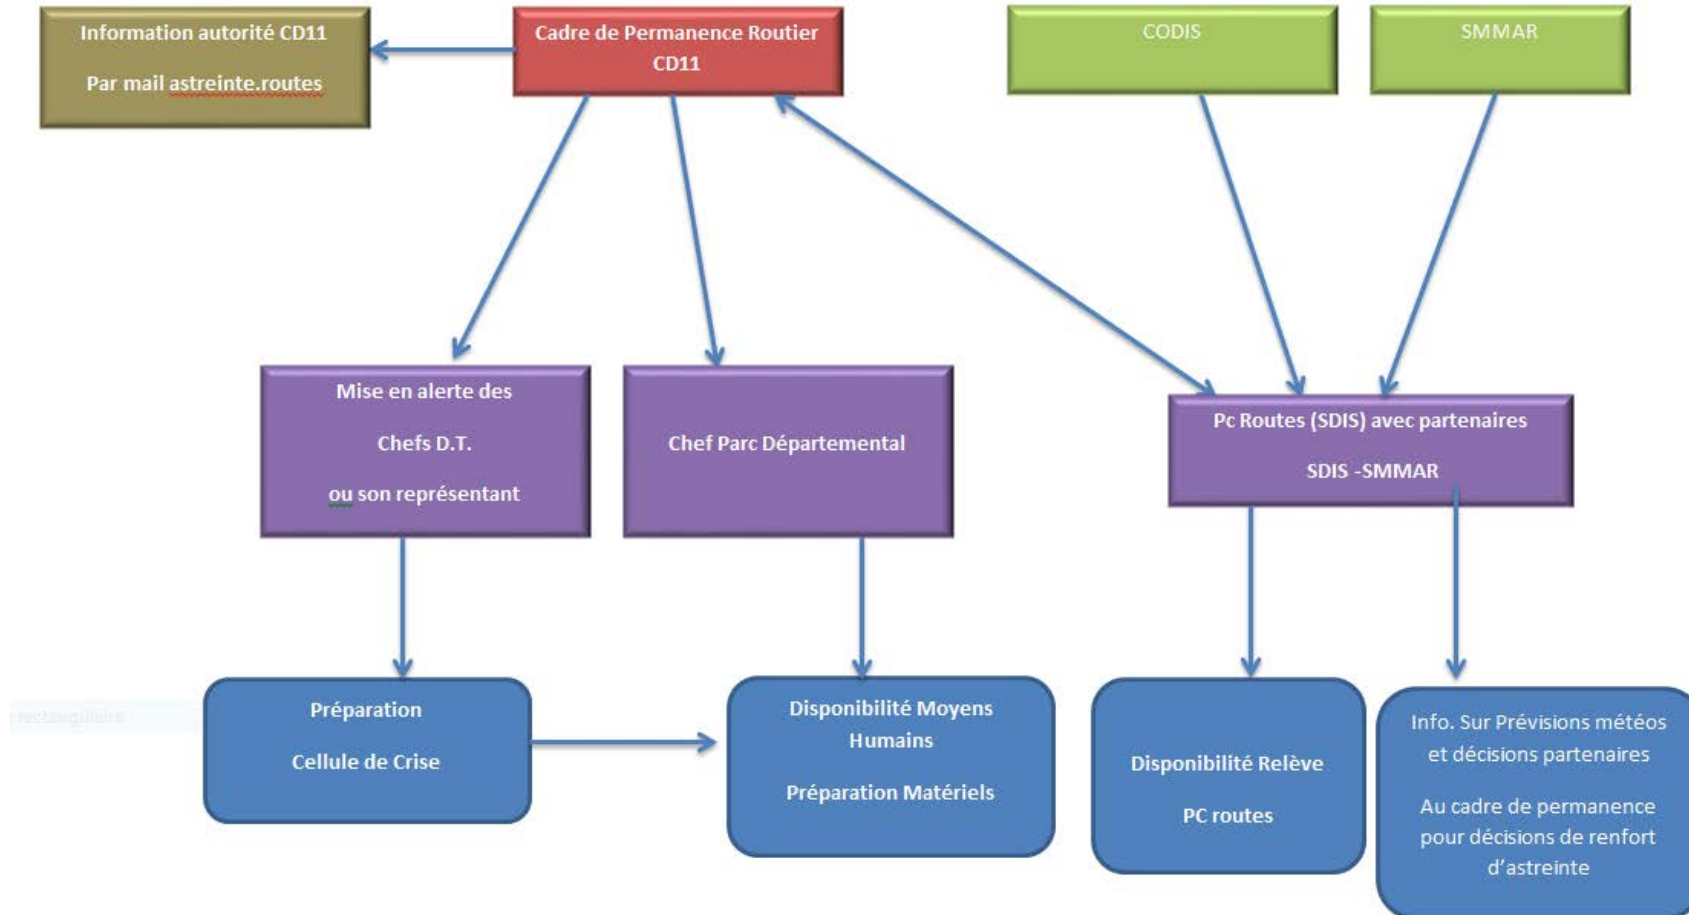 Information autorité CD11
Par mail astreinte.routes
Cadre de Permanence Routier
CD11
CODIS
SMMAR
Mise en alerte des
Chefs D.T.
ou son représentant
Chef Parc Départemental
Pc Routes (SDIS) avec partenaires
SDIS -SMMAR
Préparation
Cellule de Crise
Disponibilité Moyens
Humains
Préparation Matériels
Disponibilité Relève
PC routes
Info. Sur Prévisions météos
et décisions partenaires
Au cadre de permanence
pour décisions de renfort
d'astreinte
rectangulaire